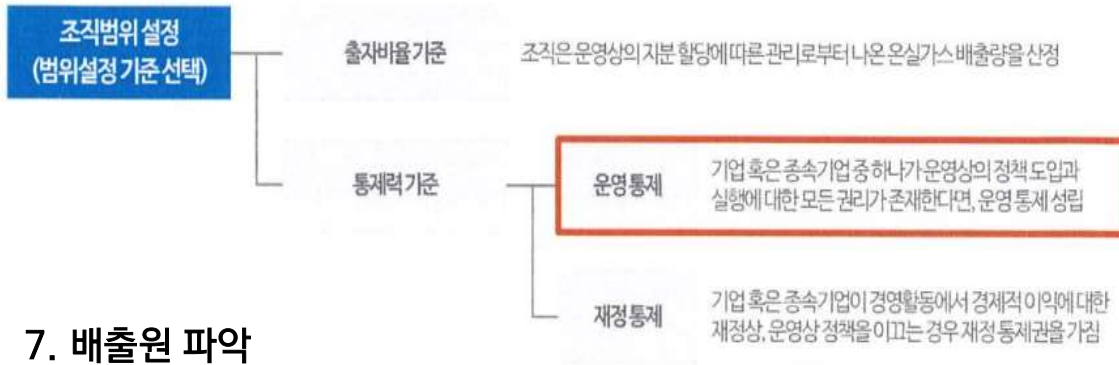 조직범위 설정
(범위설정 기준 선택)
출자비율 기준
조직은 운영상의 지분 할당에 따른 관리로부터 나온 온실가스 배출량을 산정
통제력 기준
운영 통제
기업 혹은 종속기업 중 하나가 운영상의 정책 도입과
실행에 대한 모든 권리가 존재한다면, 운영 통제 성립
재정 통제
기업 혹은 종속기업이 경영활동에서 경제적 이익에 대한
재정상, 운영상 정책을 이끄는 경우 재정 통제권을 가짐
7. 배출원 파악